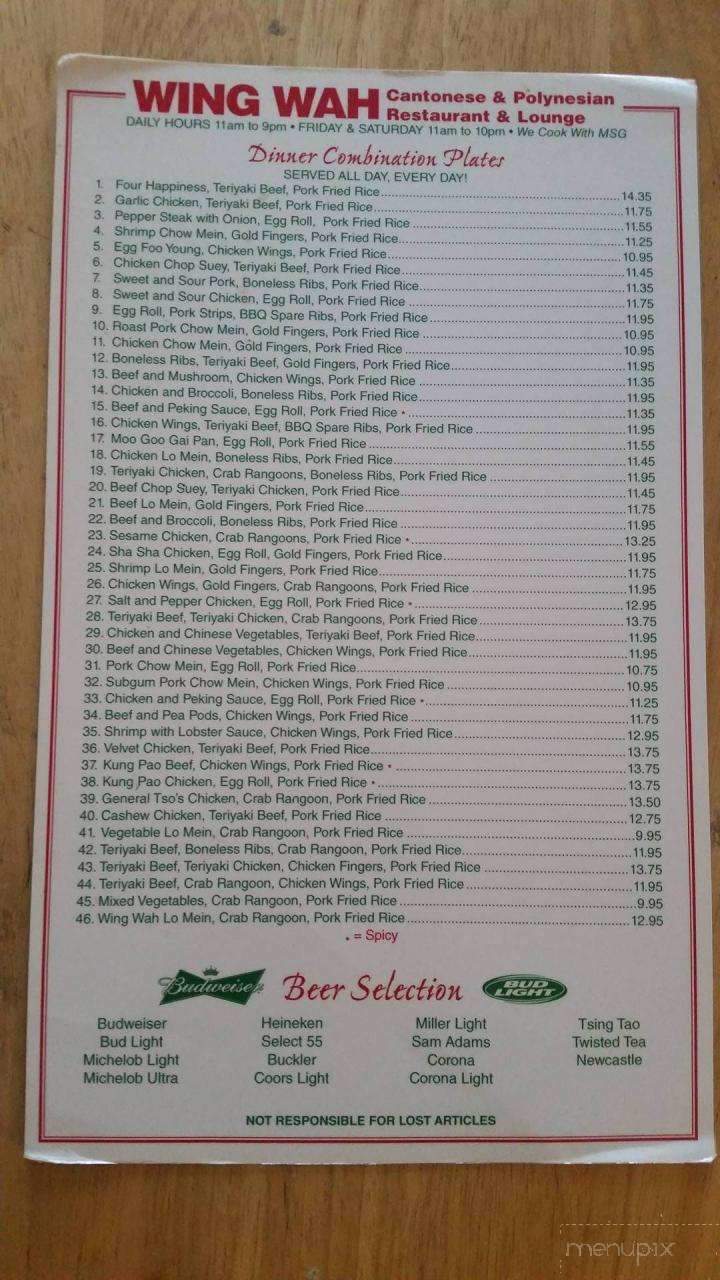 WING WAH Cantonese & Polynesian
Restaurant & Lounge
DAILY HOURS 11am to 9pm • FRIDAY & SATURDAY 11am to 10pm • We Cook With MSG
Dinner Combination Plates
SERVED ALL DAY, EVERY DAY!
1. Four Happiness, Teriyaki Beef, Pork Fried Rice 14.35
2. Garlic Chicken, Teriyaki Beef, Pork Fried Rice 11.75
3. Pepper Steak with Onion, Egg Roll, Pork Fried Rice 11.55
4. Shrimp Chow Mein, Gold Fingers, Pork Fried Rice 11.25
5. Egg Foo Young, Chicken Wings, Pork Fried Rice 10.95
6. Chicken Chop Suey, Teriyaki Beef, Pork Fried Rice 11.45
7. Sweet and Sour Pork, Boneless Ribs, Pork Fried Rice 11.35
8. Sweet and Sour Chicken, Egg Roll, Pork Fried Rice 11.75
9. Egg Roll, Pork Strips, BBQ Spare Ribs, Pork Fried Rice 11.95
10. Roast Pork Chow Mein, Gold Fingers, Pork Fried Rice 10.95
11. Chicken Chow Mein, Gold Fingers, Pork Fried Rice 10.95
12. Boneless Ribs, Teriyaki Beef, Gold Fingers, Pork Fried Rice 11.95
13. Beef and Mushroom, Chicken Wings, Pork Fried Rice 11.35
14. Chicken and Broccoli, Boneless Ribs, Pork Fried Rice 11.95
15. Beef and Peking Sauce, Egg Roll, Pork Fried Rice • 11.35
16. Chicken Wings, Teriyaki Beef, BBQ Spare Ribs, Pork Fried Rice 11.95
17. Moo Goo Gai Pan, Egg Roll, Pork Fried Rice 11.55
18. Chicken Lo Mein, Boneless Ribs, Pork Fried Rice 11.45
19. Teriyaki Chicken, Crab Rangoons, Boneless Ribs, Pork Fried Rice 11.95
20. Beef Chop Suey, Teriyaki Chicken, Pork Fried Rice 11.45
21. Beef Lo Mein, Gold Fingers, Pork Fried Rice 11.75
22. Beef and Broccoli, Boneless Ribs, Pork Fried Rice 11.95
23. Sesame Chicken, Crab Rangoons, Pork Fried Rice • 13.25
24. Sha Sha Chicken, Egg Roll, Gold Fingers, Pork Fried Rice 11.95
25. Shrimp Lo Mein, Gold Fingers, Pork Fried Rice 11.75
26. Chicken Wings, Gold Fingers, Crab Rangoons, Pork Fried Rice 11.95
27. Salt and Pepper Chicken, Egg Roll, Pork Fried Rice • 12.95
28. Teriyaki Beef, Teriyaki Chicken, Crab Rangoons, Pork Fried Rice 13.75
29. Chicken and Chinese Vegetables, Teriyaki Beef, Pork Fried Rice 11.95
30. Beef and Chinese Vegetables, Chicken Wings, Pork Fried Rice 11.95
31. Pork Chow Mein, Egg Roll, Pork Fried Rice 10.75
32. Subgum Pork Chow Mein, Chicken Wings, Pork Fried Rice 10.95
33. Chicken and Peking Sauce, Egg Roll, Pork Fried Rice • 11.25
34. Beef and Pea Pods, Chicken Wings, Pork Fried Rice 11.75
35. Shrimp with Lobster Sauce, Chicken Wings, Pork Fried Rice 12.95
36. Velvet Chicken, Teriyaki Beef, Pork Fried Rice 13.75
37. Kung Pao Beef, Chicken Wings, Pork Fried Rice • 13.75
38. Kung Pao Chicken, Egg Roll, Pork Fried Rice • 13.75
39. General Tso's Chicken, Crab Rangoon, Pork Fried Rice 13.50
40. Cashew Chicken, Teriyaki Beef, Pork Fried Rice 12.75
41. Vegetable Lo Mein, Crab Rangoon, Pork Fried Rice 9.95
42. Teriyaki Beef, Boneless Ribs, Crab Rangoon, Pork Fried Rice 11.95
43. Teriyaki Beef, Teriyaki Chicken, Chicken Fingers, Pork Fried Rice 13.75
44. Teriyaki Beef, Crab Rangoon, Chicken Wings, Pork Fried Rice 11.95
45. Mixed Vegetables, Crab Rangoon, Pork Fried Rice 9.95
46. Wing Wah Lo Mein, Crab Rangoon, Pork Fried Rice 12.95
• = Spicy
Budweiser Beer Selection BUD LIGHT
Budweiser Heineken Miller Light Tsing Tao
Bud Light Select 55 Sam Adams Twisted Tea
Michelob Light Buckler Corona Newcastle
Michelob Ultra Coors Light Corona Light
NOT RESPONSIBLE FOR LOST ARTICLES
menupix